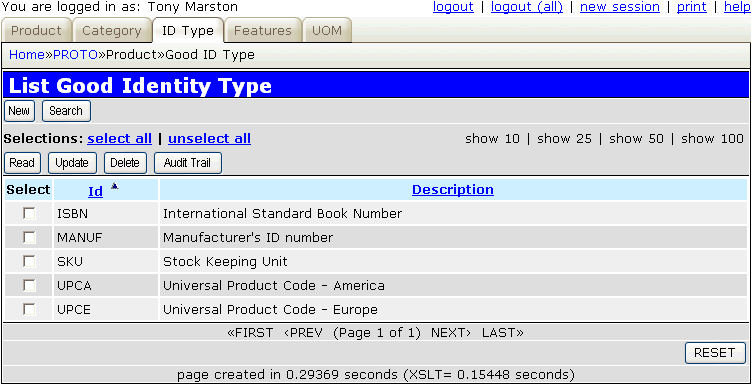 You are logged in as: Tony Marston logout | logout (all) | new session | print | help
Product Category ID Type Features UOM
Home»PROTO»Product»Good ID Type
List Good Identity Type
New Search
Selections: select all | unselect all show 10 | show 25 | show 50 | show 100
Read Update Delete Audit Trail
Select Id Description
ISBN International Standard Book Number
MANUF Manufacturer's ID number
SKU Stock Keeping Unit
UPCA Universal Product Code - America
UPCE Universal Product Code - Europe
«FIRST ‹PREV (Page 1 of 1) NEXT› LAST»
RESET
page created in 0.29369 seconds (XSLT= 0.15448 seconds)